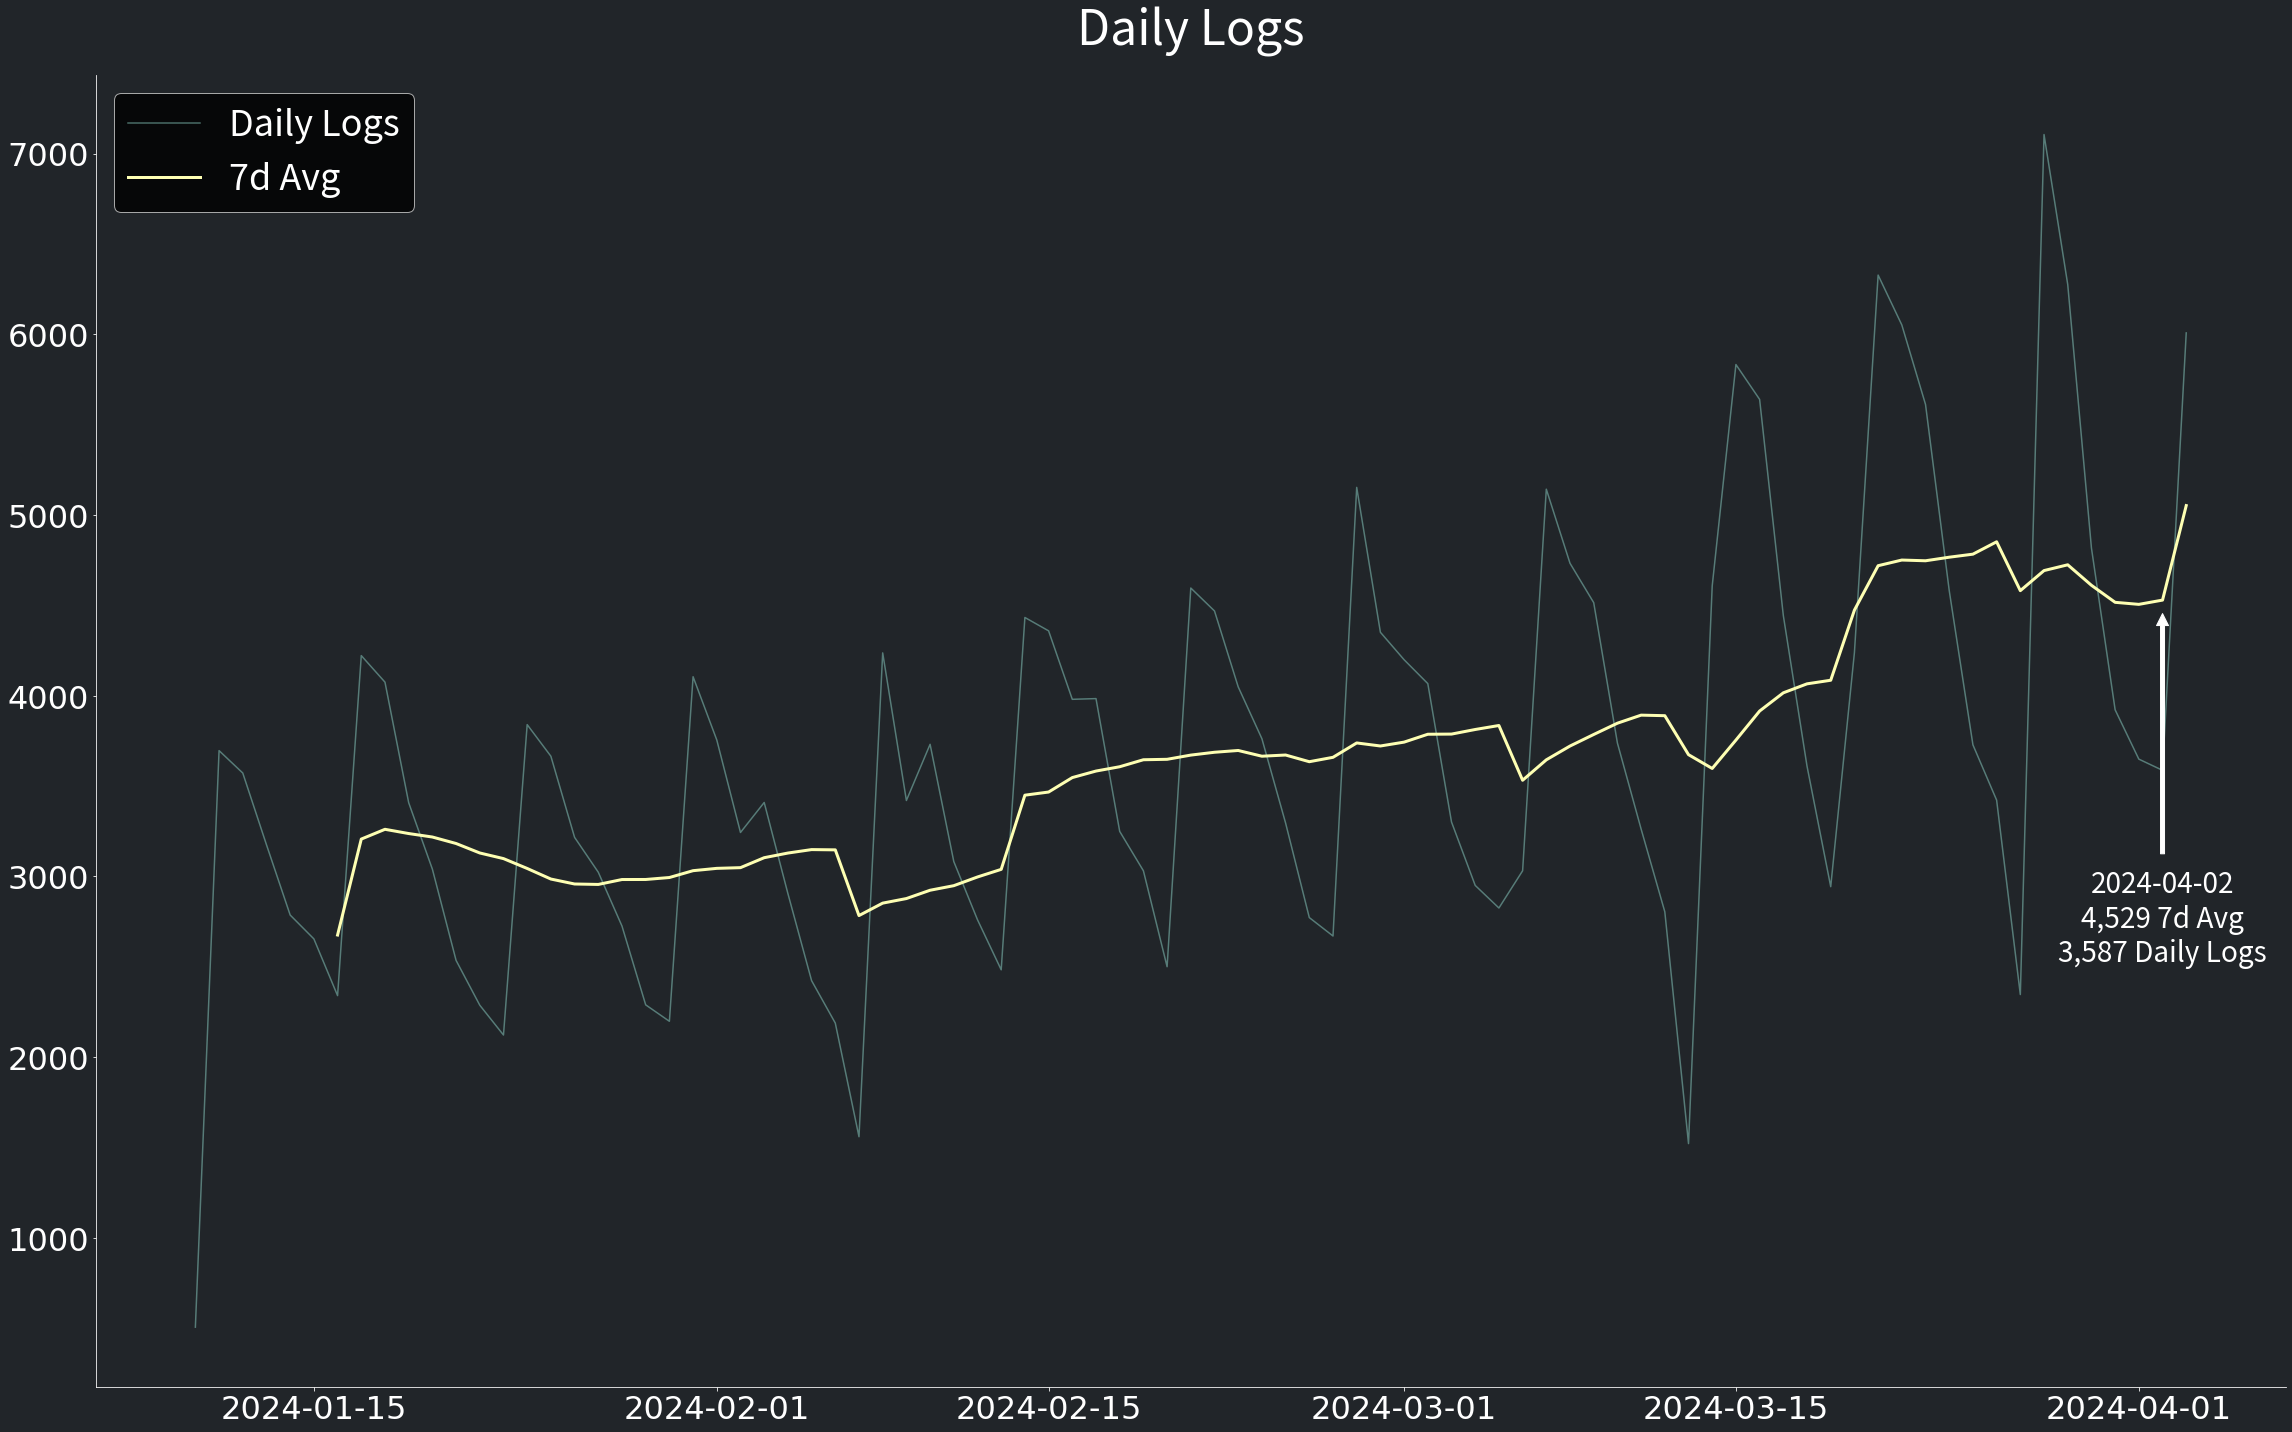 Daily Logs
Daily Logs
7d Avg
7000
6000
5000
4000
3000
2000
1000
2024-04-02
4,529 7d Avg
3,587 Daily Logs
2024-01-15
2024-02-01
2024-02-15
2024-03-01
2024-03-15
2024-04-01